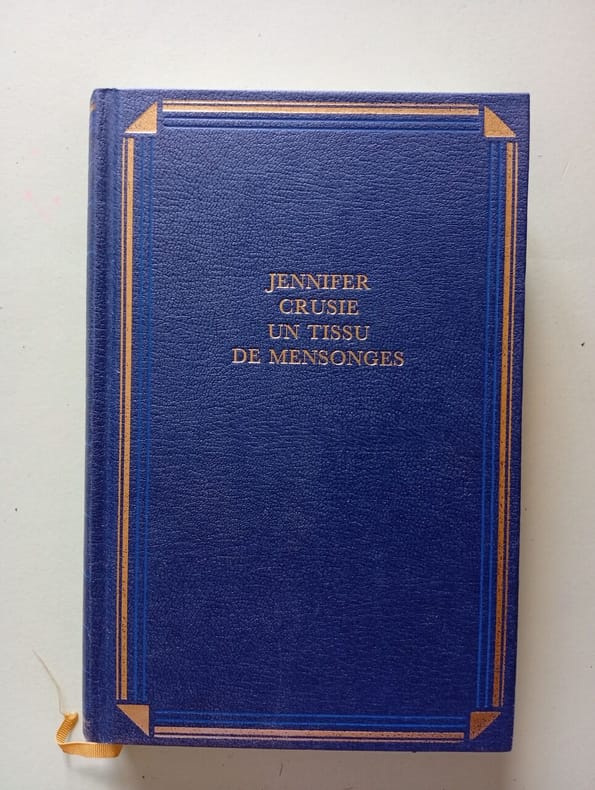 JENNIFER
CRUSIE
UN TISSU
DE MENSONGES